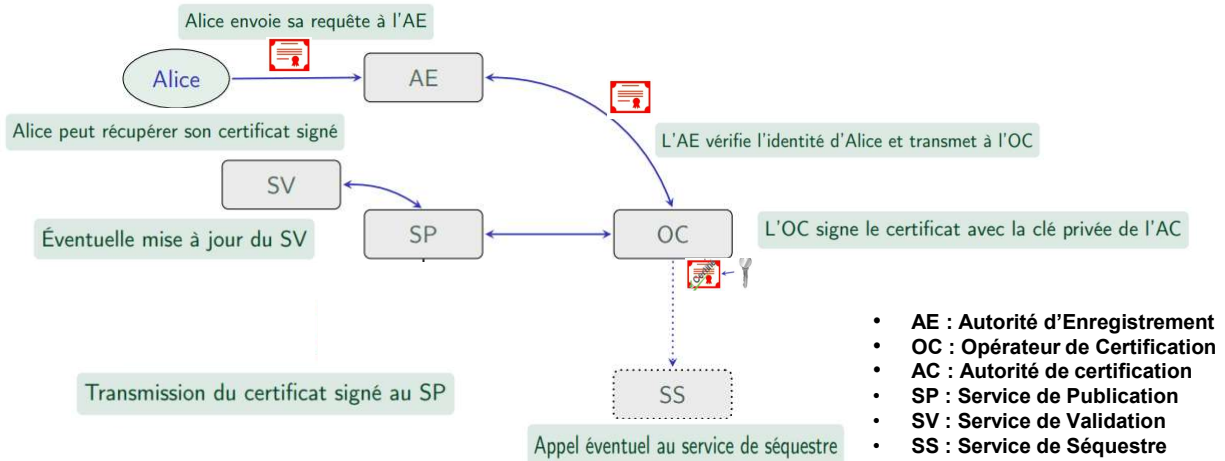 Alice envoie sa requête à l'AE
Alice
AE
Alice peut récupérer son certificat signé
L'AE vérifie l'identité d'Alice et transmet à l'OC
SV
Éventuelle mise à jour du SV
SP
OC
L'OC signe le certificat avec la clé privée de l'AC
Transmission du certificat signé au SP
SS
Appel éventuel au service de séquestre
• AE : Autorité d'Enregistrement
• OC : Opérateur de Certification
• AC : Autorité de certification
• SP : Service de Publication
• SV : Service de Validation
• SS : Service de Séquestre